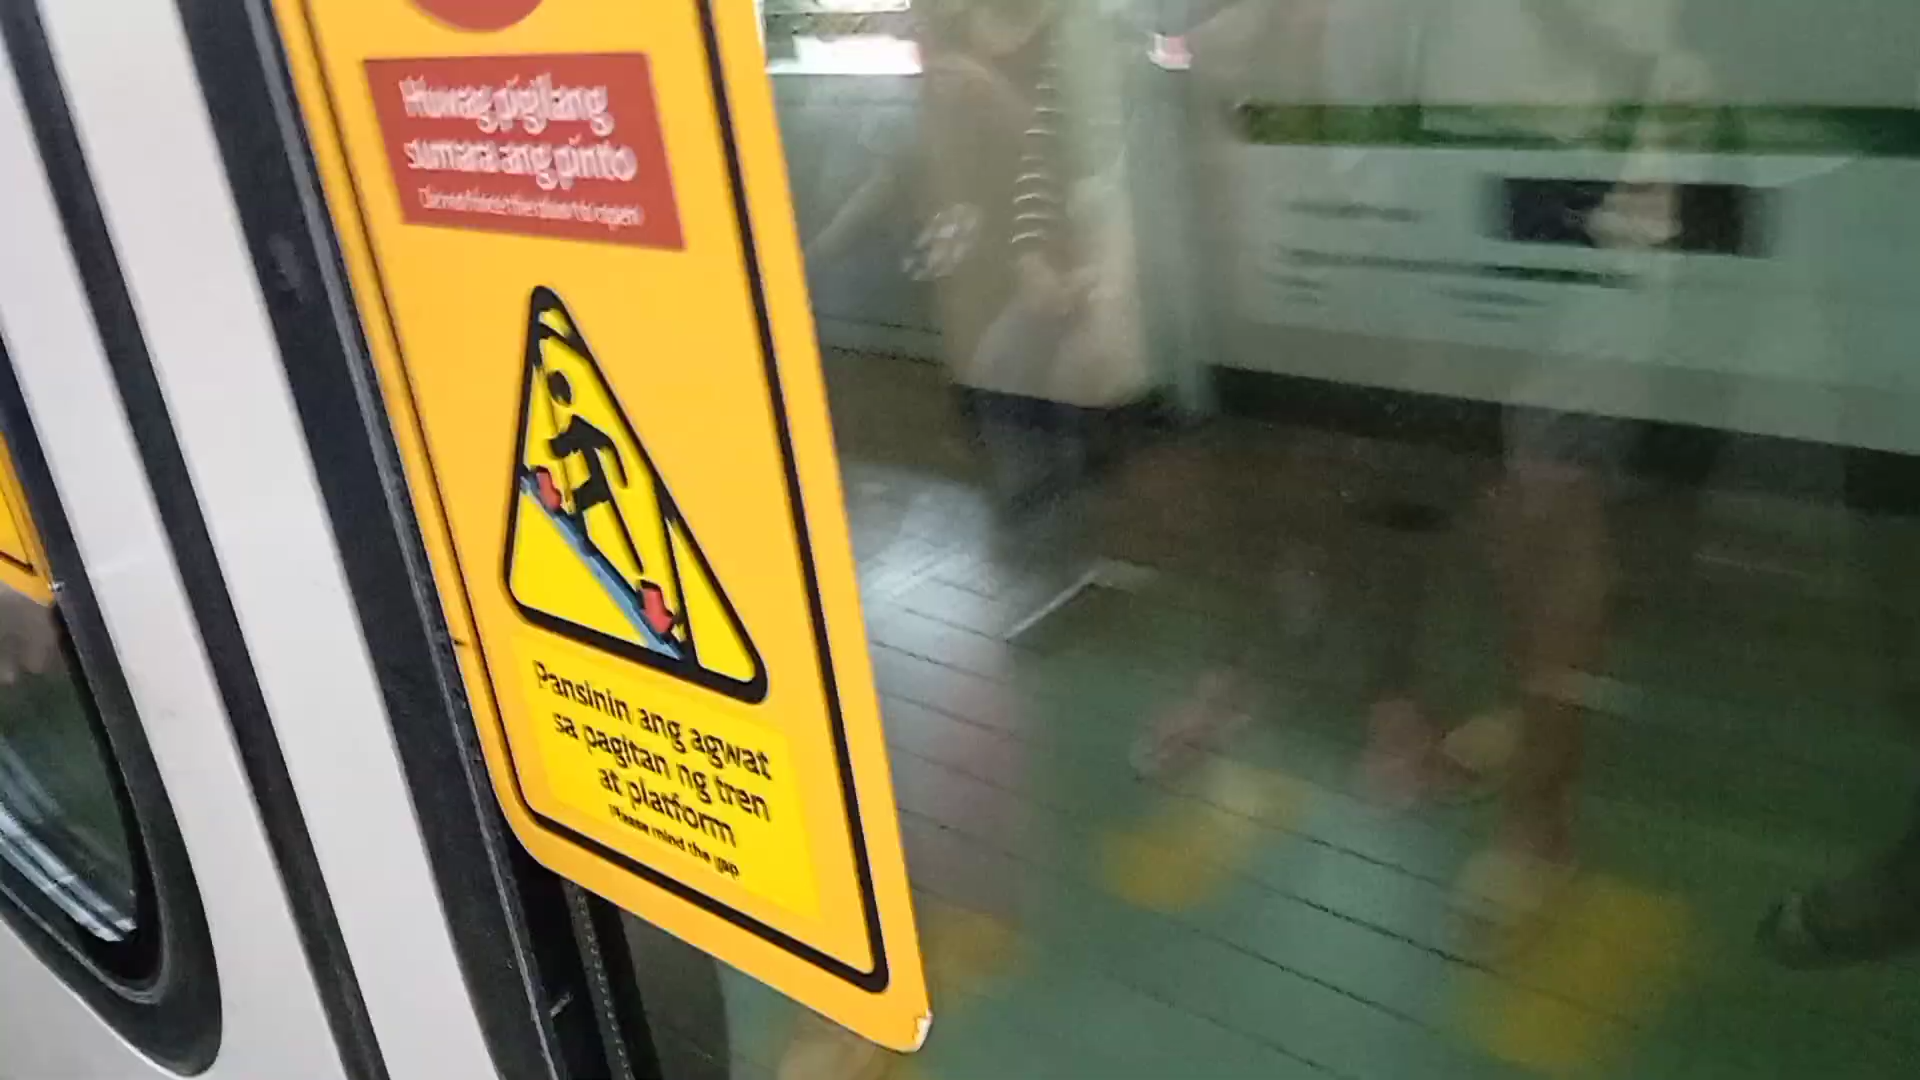 Huwag pigilang
sumara ang pinto
Pansinin ang agwat
sa pagitan ng tren
at platform
Please mind the gap